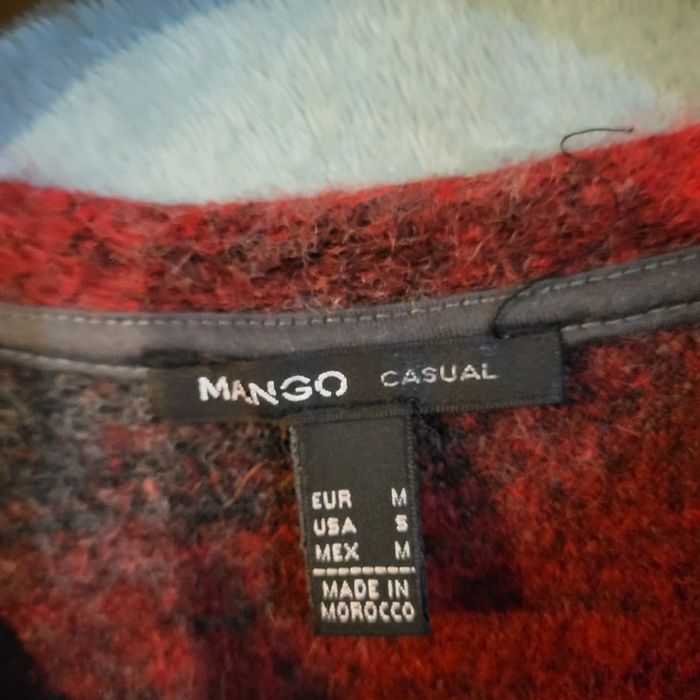 MANGO CASUAL
EUR M
USA S
MEX M
MADE IN
MOROCCO